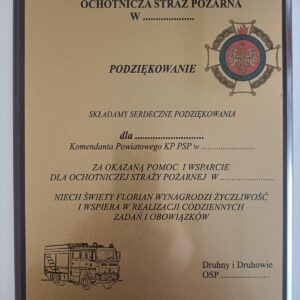 OCHOTNICZA STRAŻ POŻARNA
W ......................
PODZIĘKOWANIE
SKŁADAMY SERDECZNE PODZIĘKOWANIA
dla ............................
Komendanta Powiatowego KP PSP w ........................
ZA OKAZANĄ POMOC I WSPARCIE
DLA OCHOTNICZEJ STRAŻY POŻARNEJ W ......................
NIECH ŚWIĘTY FLORIAN WYNAGRODZI ŻYCZLIWOŚĆ
I WSPIERA W REALIZACJI CODZIENNYCH
ZADAŃ I OBOWIĄZKÓW
Druhny i Druhowie
OSP ....................